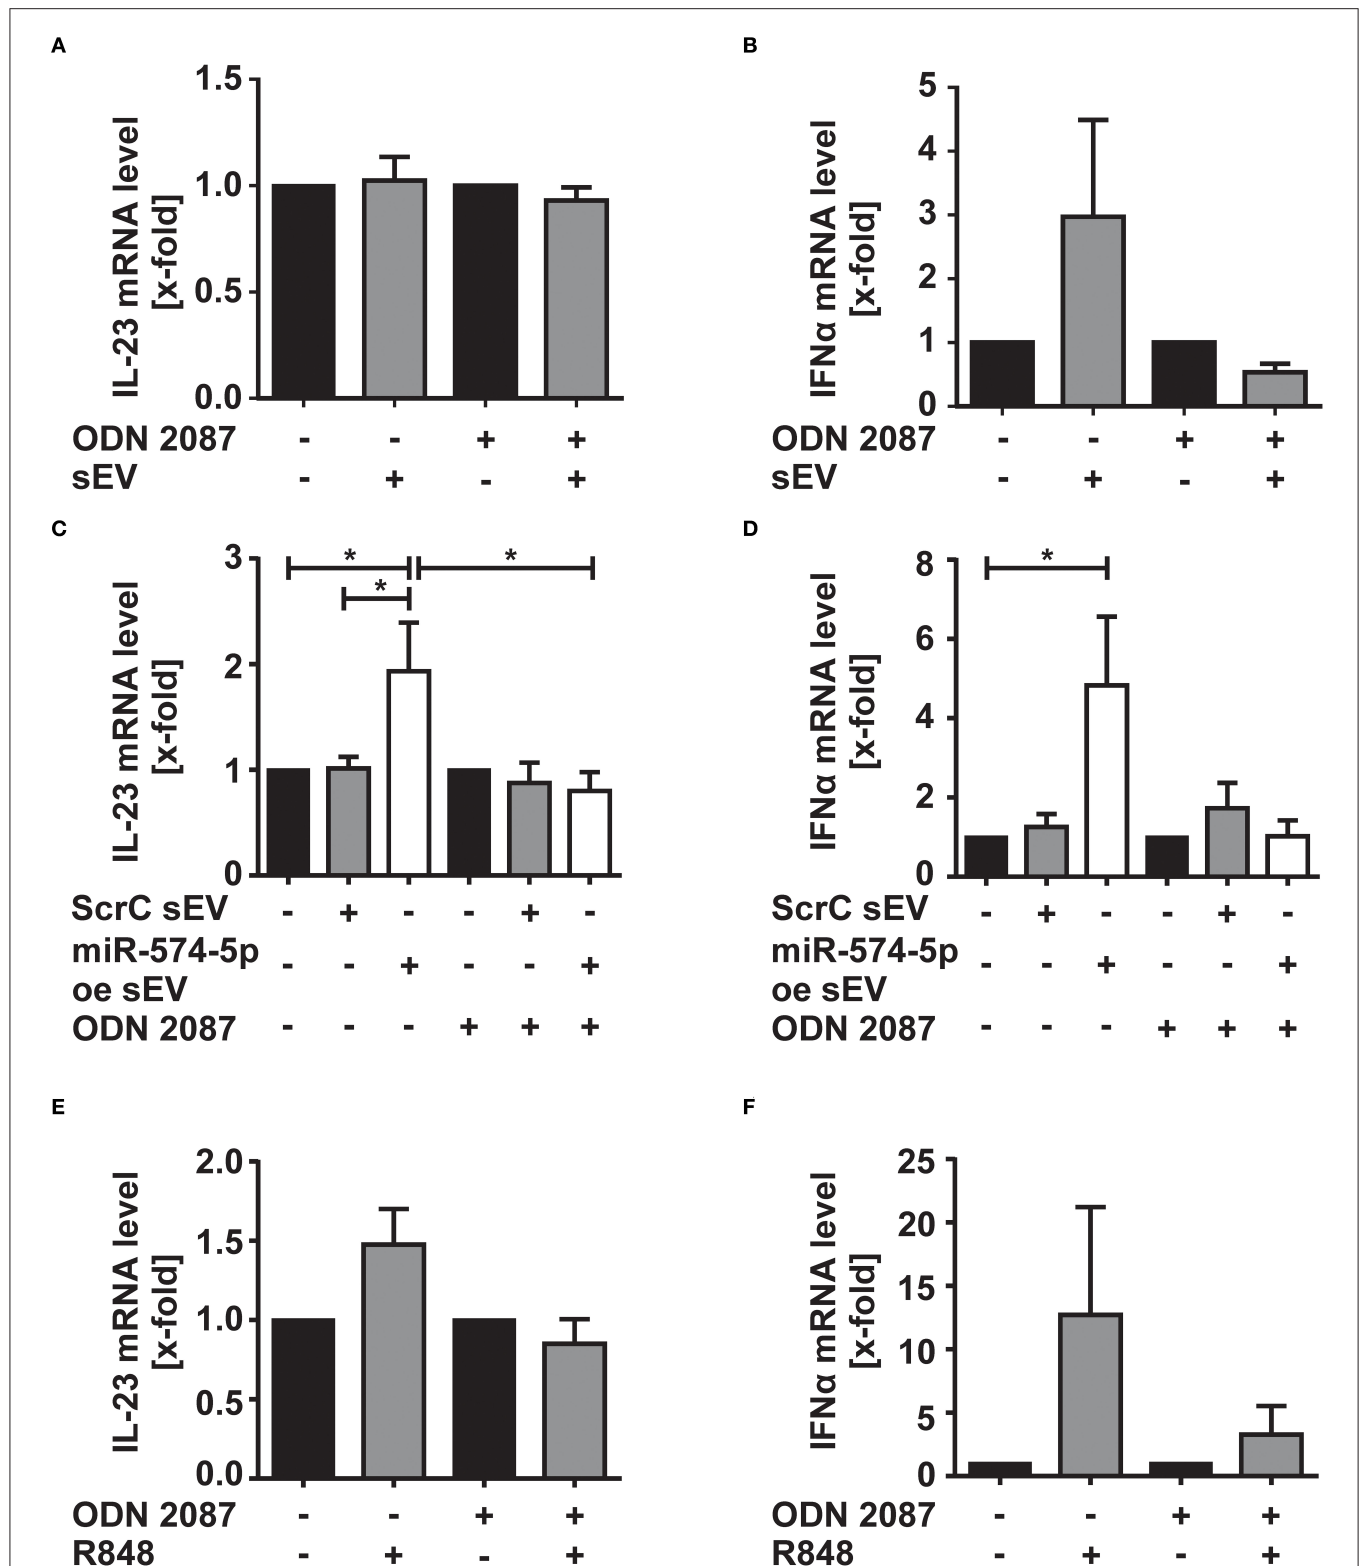 A
IL-23 mRNA level
[x-fold]
1.5
1.0
0.5
0.0
ODN 2087 - - + +
sEV - + - +
B
IFNα mRNA level
[x-fold]
5
4
3
2
1
0
ODN 2087 - - + +
sEV - + - +
C
IL-23 mRNA level
[x-fold]
3
2
1
0
* *
*
ScrC sEV - + - - + -
miR-574-5p
oe sEV - - + - - +
ODN 2087 - - - + + +
D
IFNα mRNA level
[x-fold]
8
6
4
2
0
*
ScrC sEV - + - - + -
miR-574-5p
oe sEV - - + - - +
ODN 2087 - - - + + +
E
IL-23 mRNA level
[x-fold]
2.0
1.5
1.0
0.5
0.0
ODN 2087 - - + +
R848 - + - +
F
IFNα mRNA level
[x-fold]
25
20
15
10
5
0
ODN 2087 - - + +
R848 - + - +